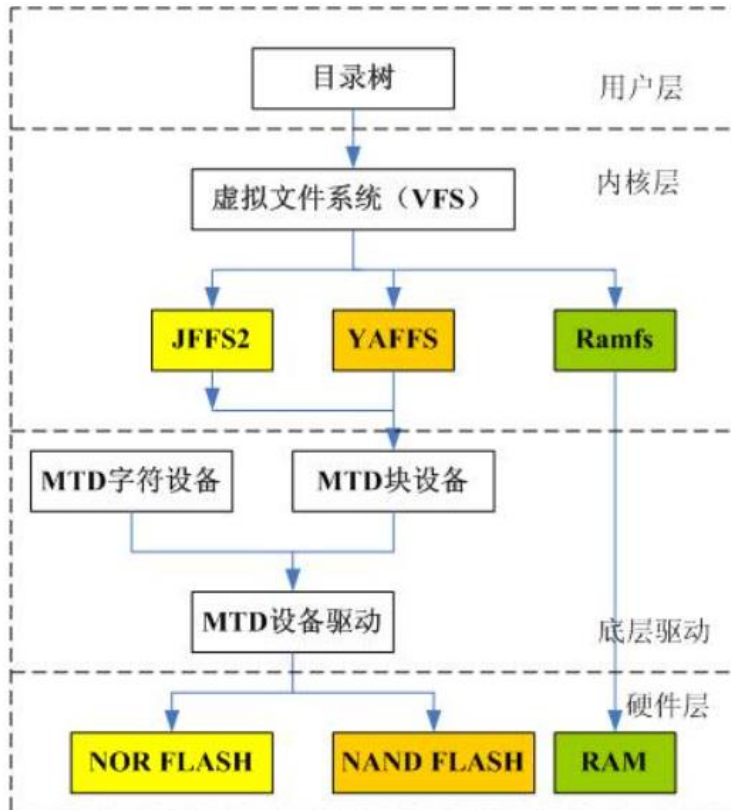 目录树
用户层
虚拟文件系统（VFS）
内核层
JFFS2
YAFFS
Ramfs
MTD字符设备
MTD块设备
MTD设备驱动
底层驱动
硬件层
NOR FLASH
NAND FLASH
RAM